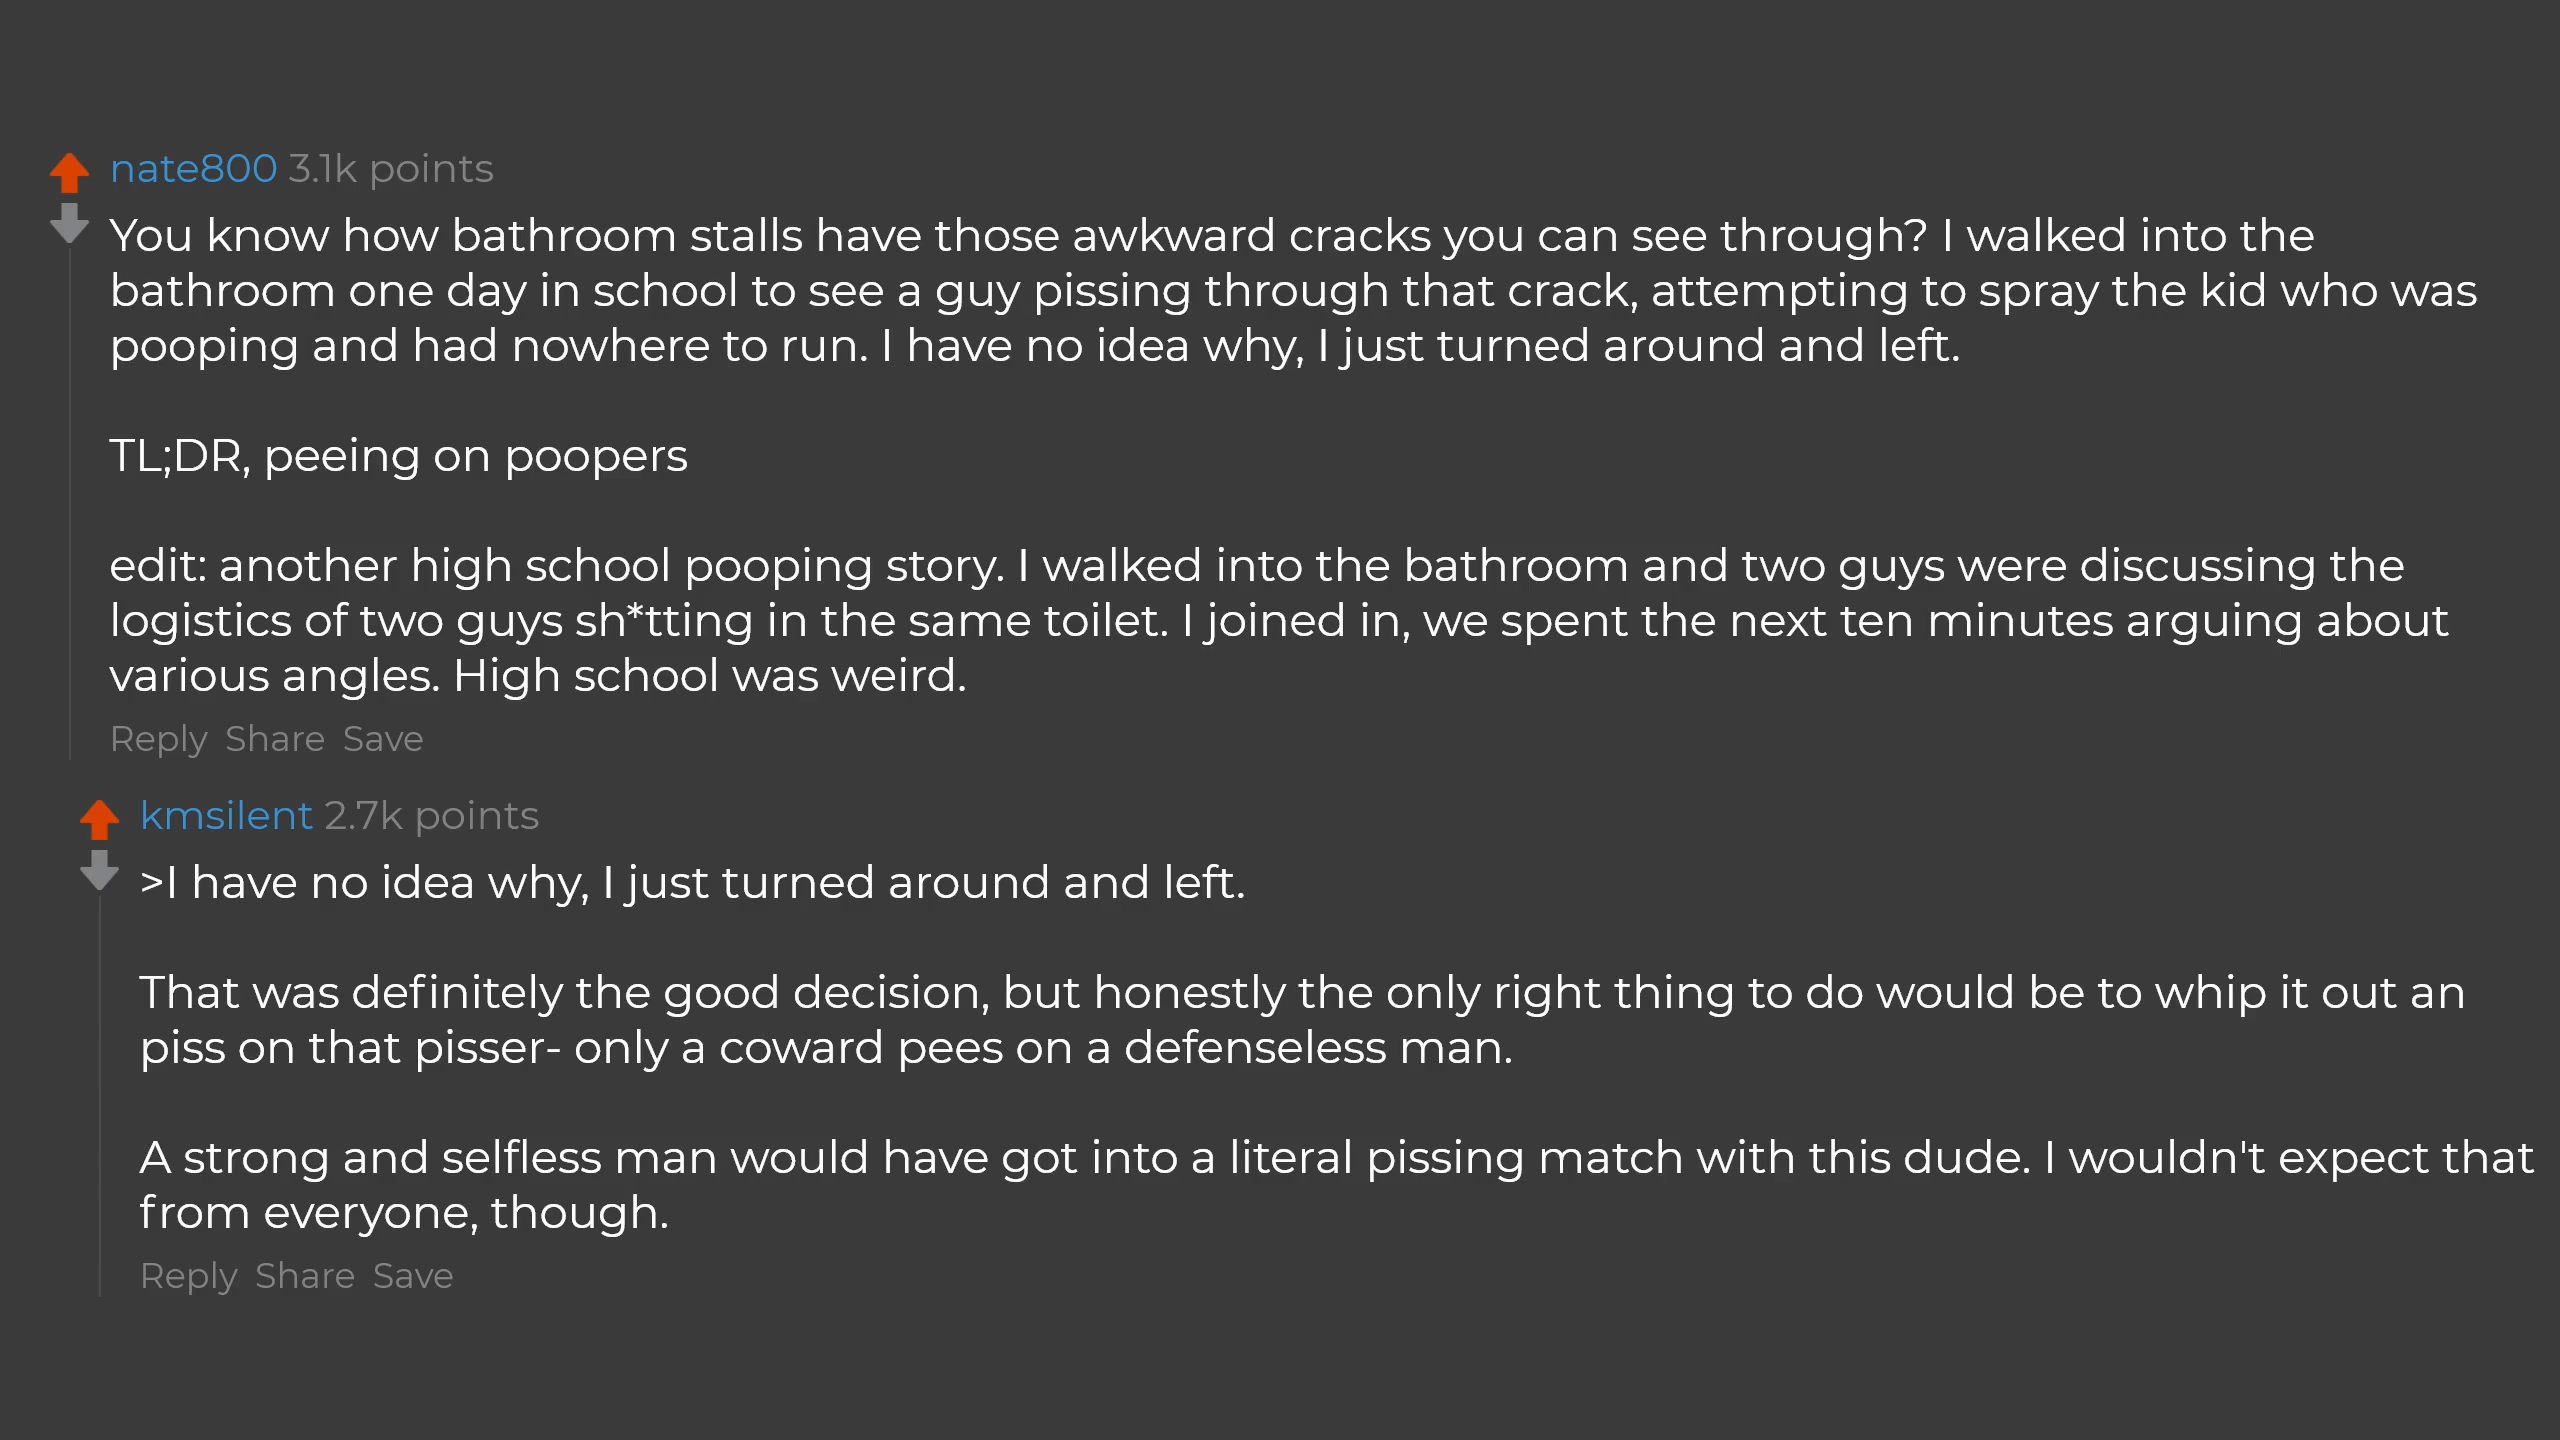 nate800 3.1k points
You know how bathroom stalls have those awkward cracks you can see through? I walked into the
bathroom one day in school to see a guy pissing through that crack, attempting to spray the kid who was
pooping and had nowhere to run. I have no idea why, I just turned around and left.
TL;DR, peeing on poopers
edit: another high school pooping story. I walked into the bathroom and two guys were discussing the
logistics of two guys sh*tting in the same toilet. I joined in, we spent the next ten minutes arguing about
various angles. High school was weird.
Reply Share Save
kmsilent 2.7k points
>I have no idea why, I just turned around and left.
That was definitely the good decision, but honestly the only right thing to do would be to whip it out an
piss on that pisser- only a coward pees on a defenseless man.
A strong and selfless man would have got into a literal pissing match with this dude. I wouldn't expect that
from everyone, though.
Reply Share Save